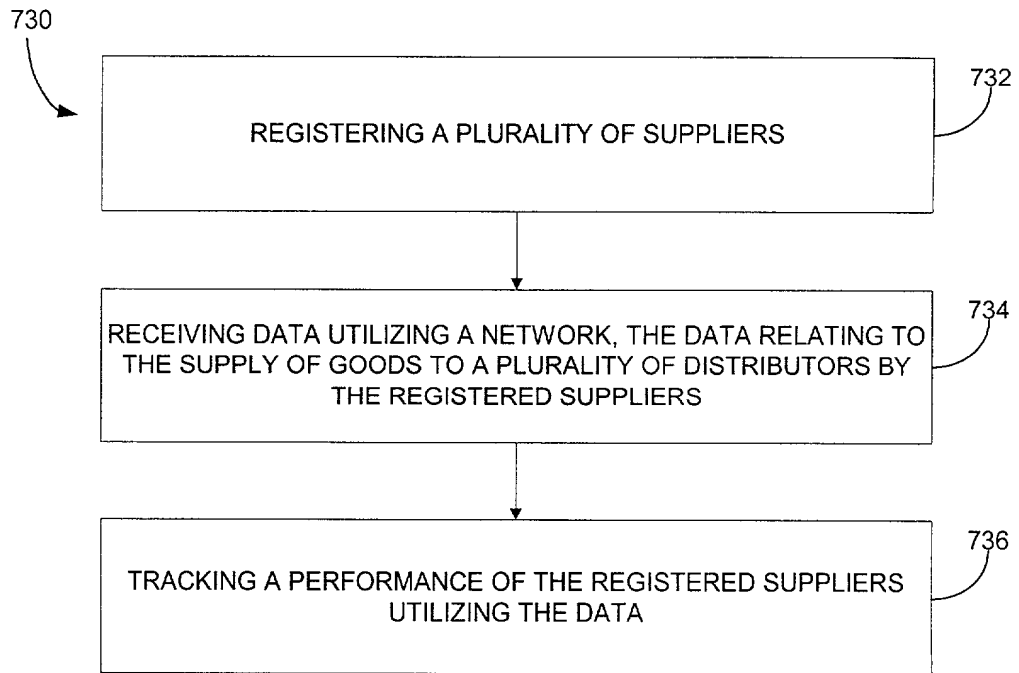 730
732
REGISTERING A PLURALITY OF SUPPLIERS
734
RECEIVING DATA UTILIZING A NETWORK, THE DATA RELATING TO
THE SUPPLY OF GOODS TO A PLURALITY OF DISTRIBUTORS BY
THE REGISTERED SUPPLIERS
736
TRACKING A PERFORMANCE OF THE REGISTERED SUPPLIERS
UTILIZING THE DATA